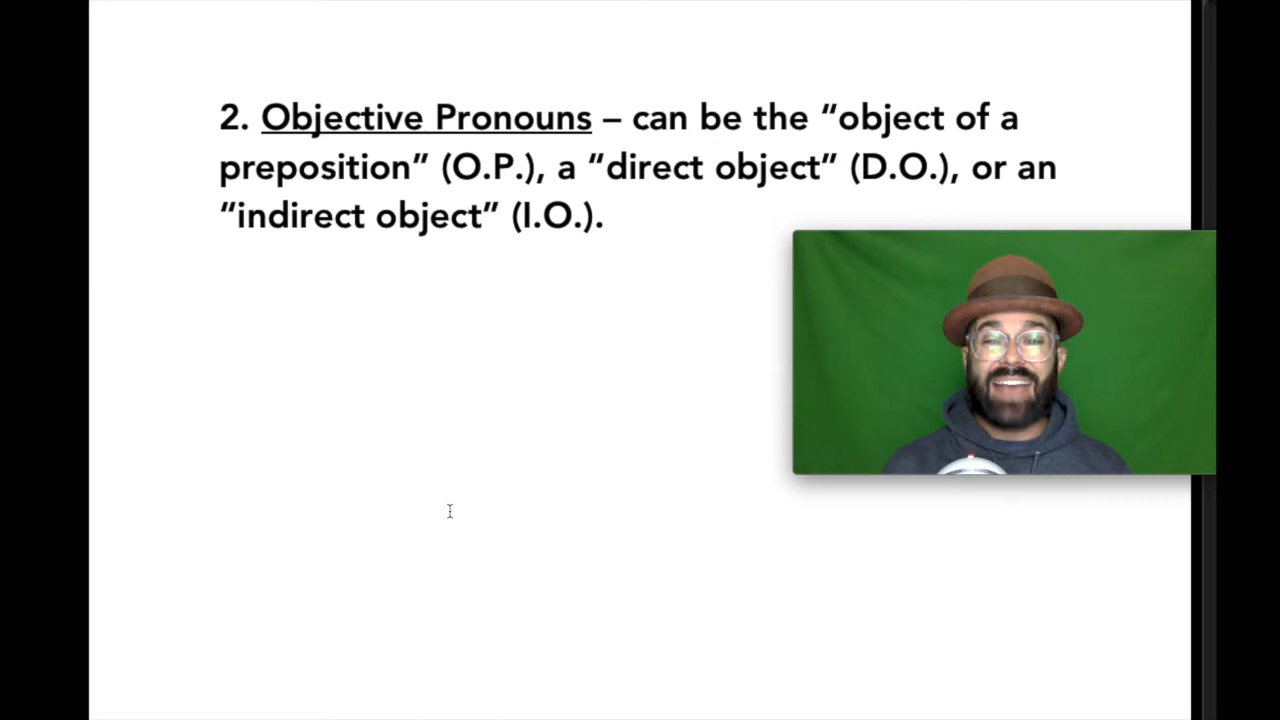 2. Objective Pronouns – can be the “object of a
preposition” (O.P.), a “direct object” (D.O.), or an
“indirect object” (I.O.).